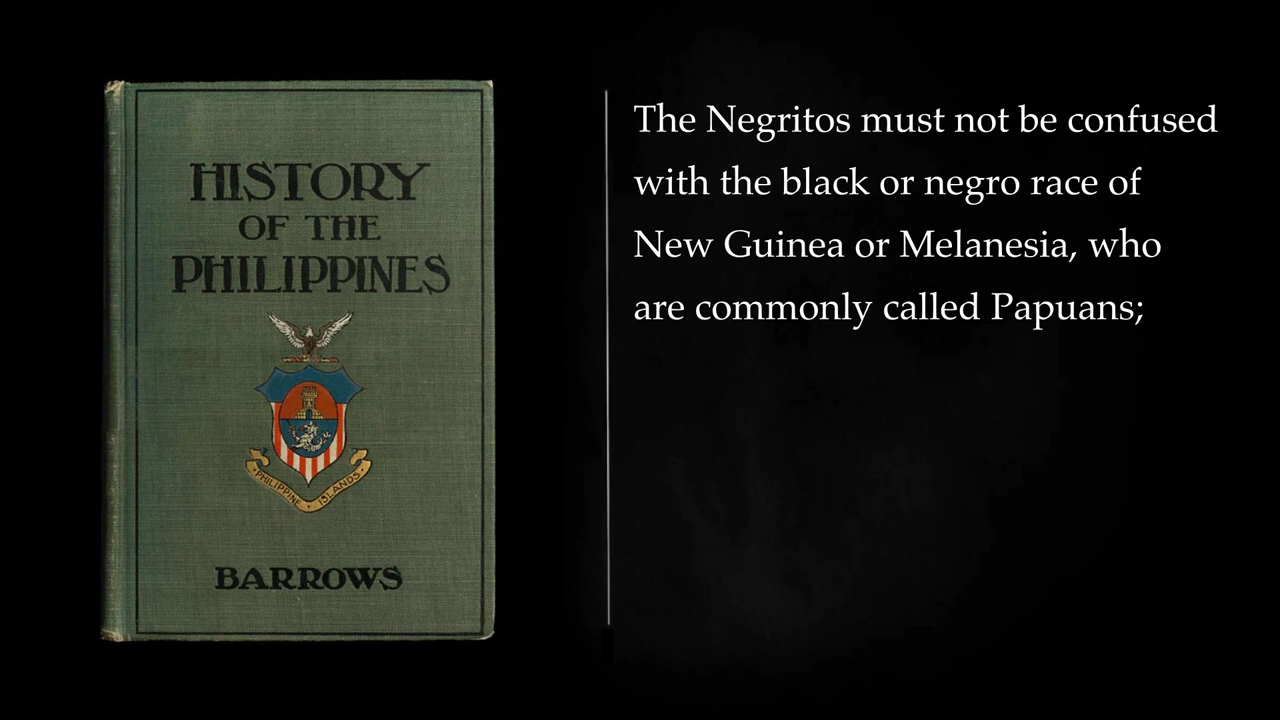 HISTORY
OF THE
PHILIPPINES
PHILIPPINE ISLANDS
BARROWS
The Negritos must not be confused
with the black or negro race of
New Guinea or Melanesia, who
are commonly called Papuans;